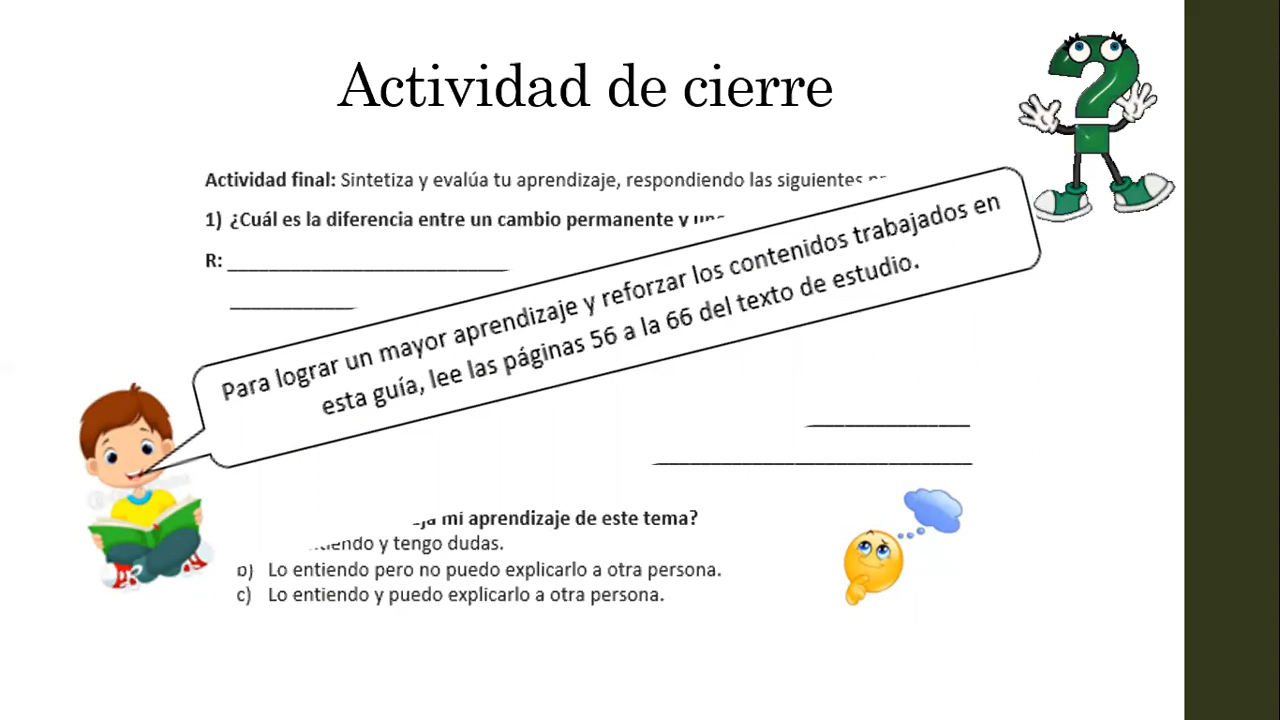 Actividad de cierre
Actividad final: Sintetiza y evalúa tu aprendizaje, respondiendo las siguientes
1) ¿Cuál es la diferencia entre un cambio permanente y
R: ______________________________
Para lograr un mayor aprendizaje y reforzar los contenidos trabajados en
esta guía, lee las páginas 56 a la 66 del texto de estudio.
mi aprendizaje de este tema?
y tengo dudas.
b) Lo entiendo pero no puedo explicarlo a otra persona.
c) Lo entiendo y puedo explicarlo a otra persona.